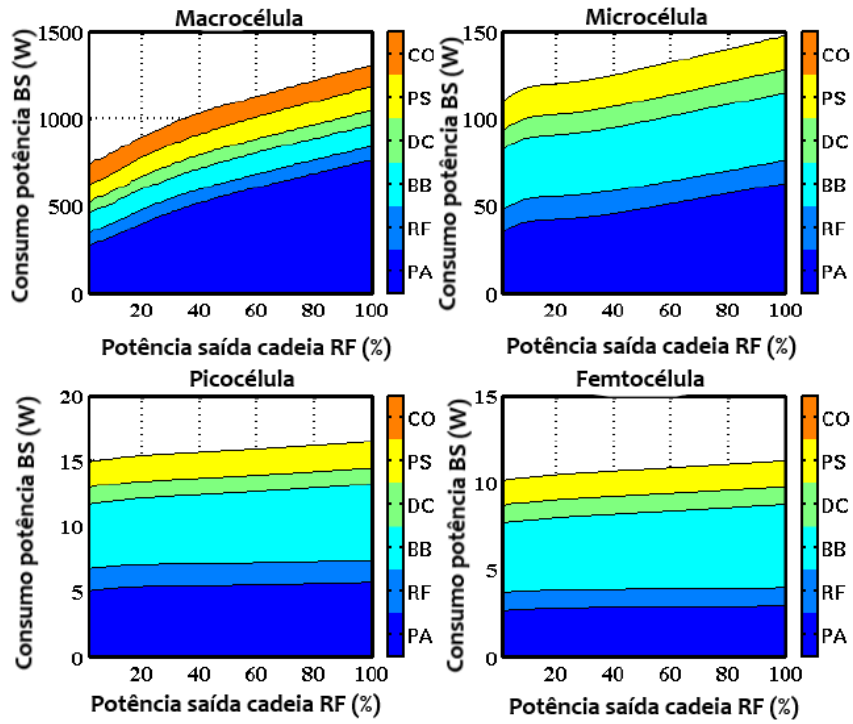 Macrocélula
Consumo potência BS (W)
1500
1000
500
0
20 40 60 80 100
Potência saída cadeia RF (%)
CO
PS
DC
BB
RF
PA
Microcélula
Consumo potência BS (W)
150
100
50
0
20 40 60 80 100
Potência saída cadeia RF (%)
CO
PS
DC
BB
RF
PA
Picocélula
Consumo potência BS (W)
20
15
10
5
0
20 40 60 80 100
Potência saída cadeia RF (%)
CO
PS
DC
BB
RF
PA
Femtocélula
Consumo potência BS (W)
15
10
5
0
20 40 60 80 100
Potência saída cadeia RF (%)
CO
PS
DC
BB
RF
PA